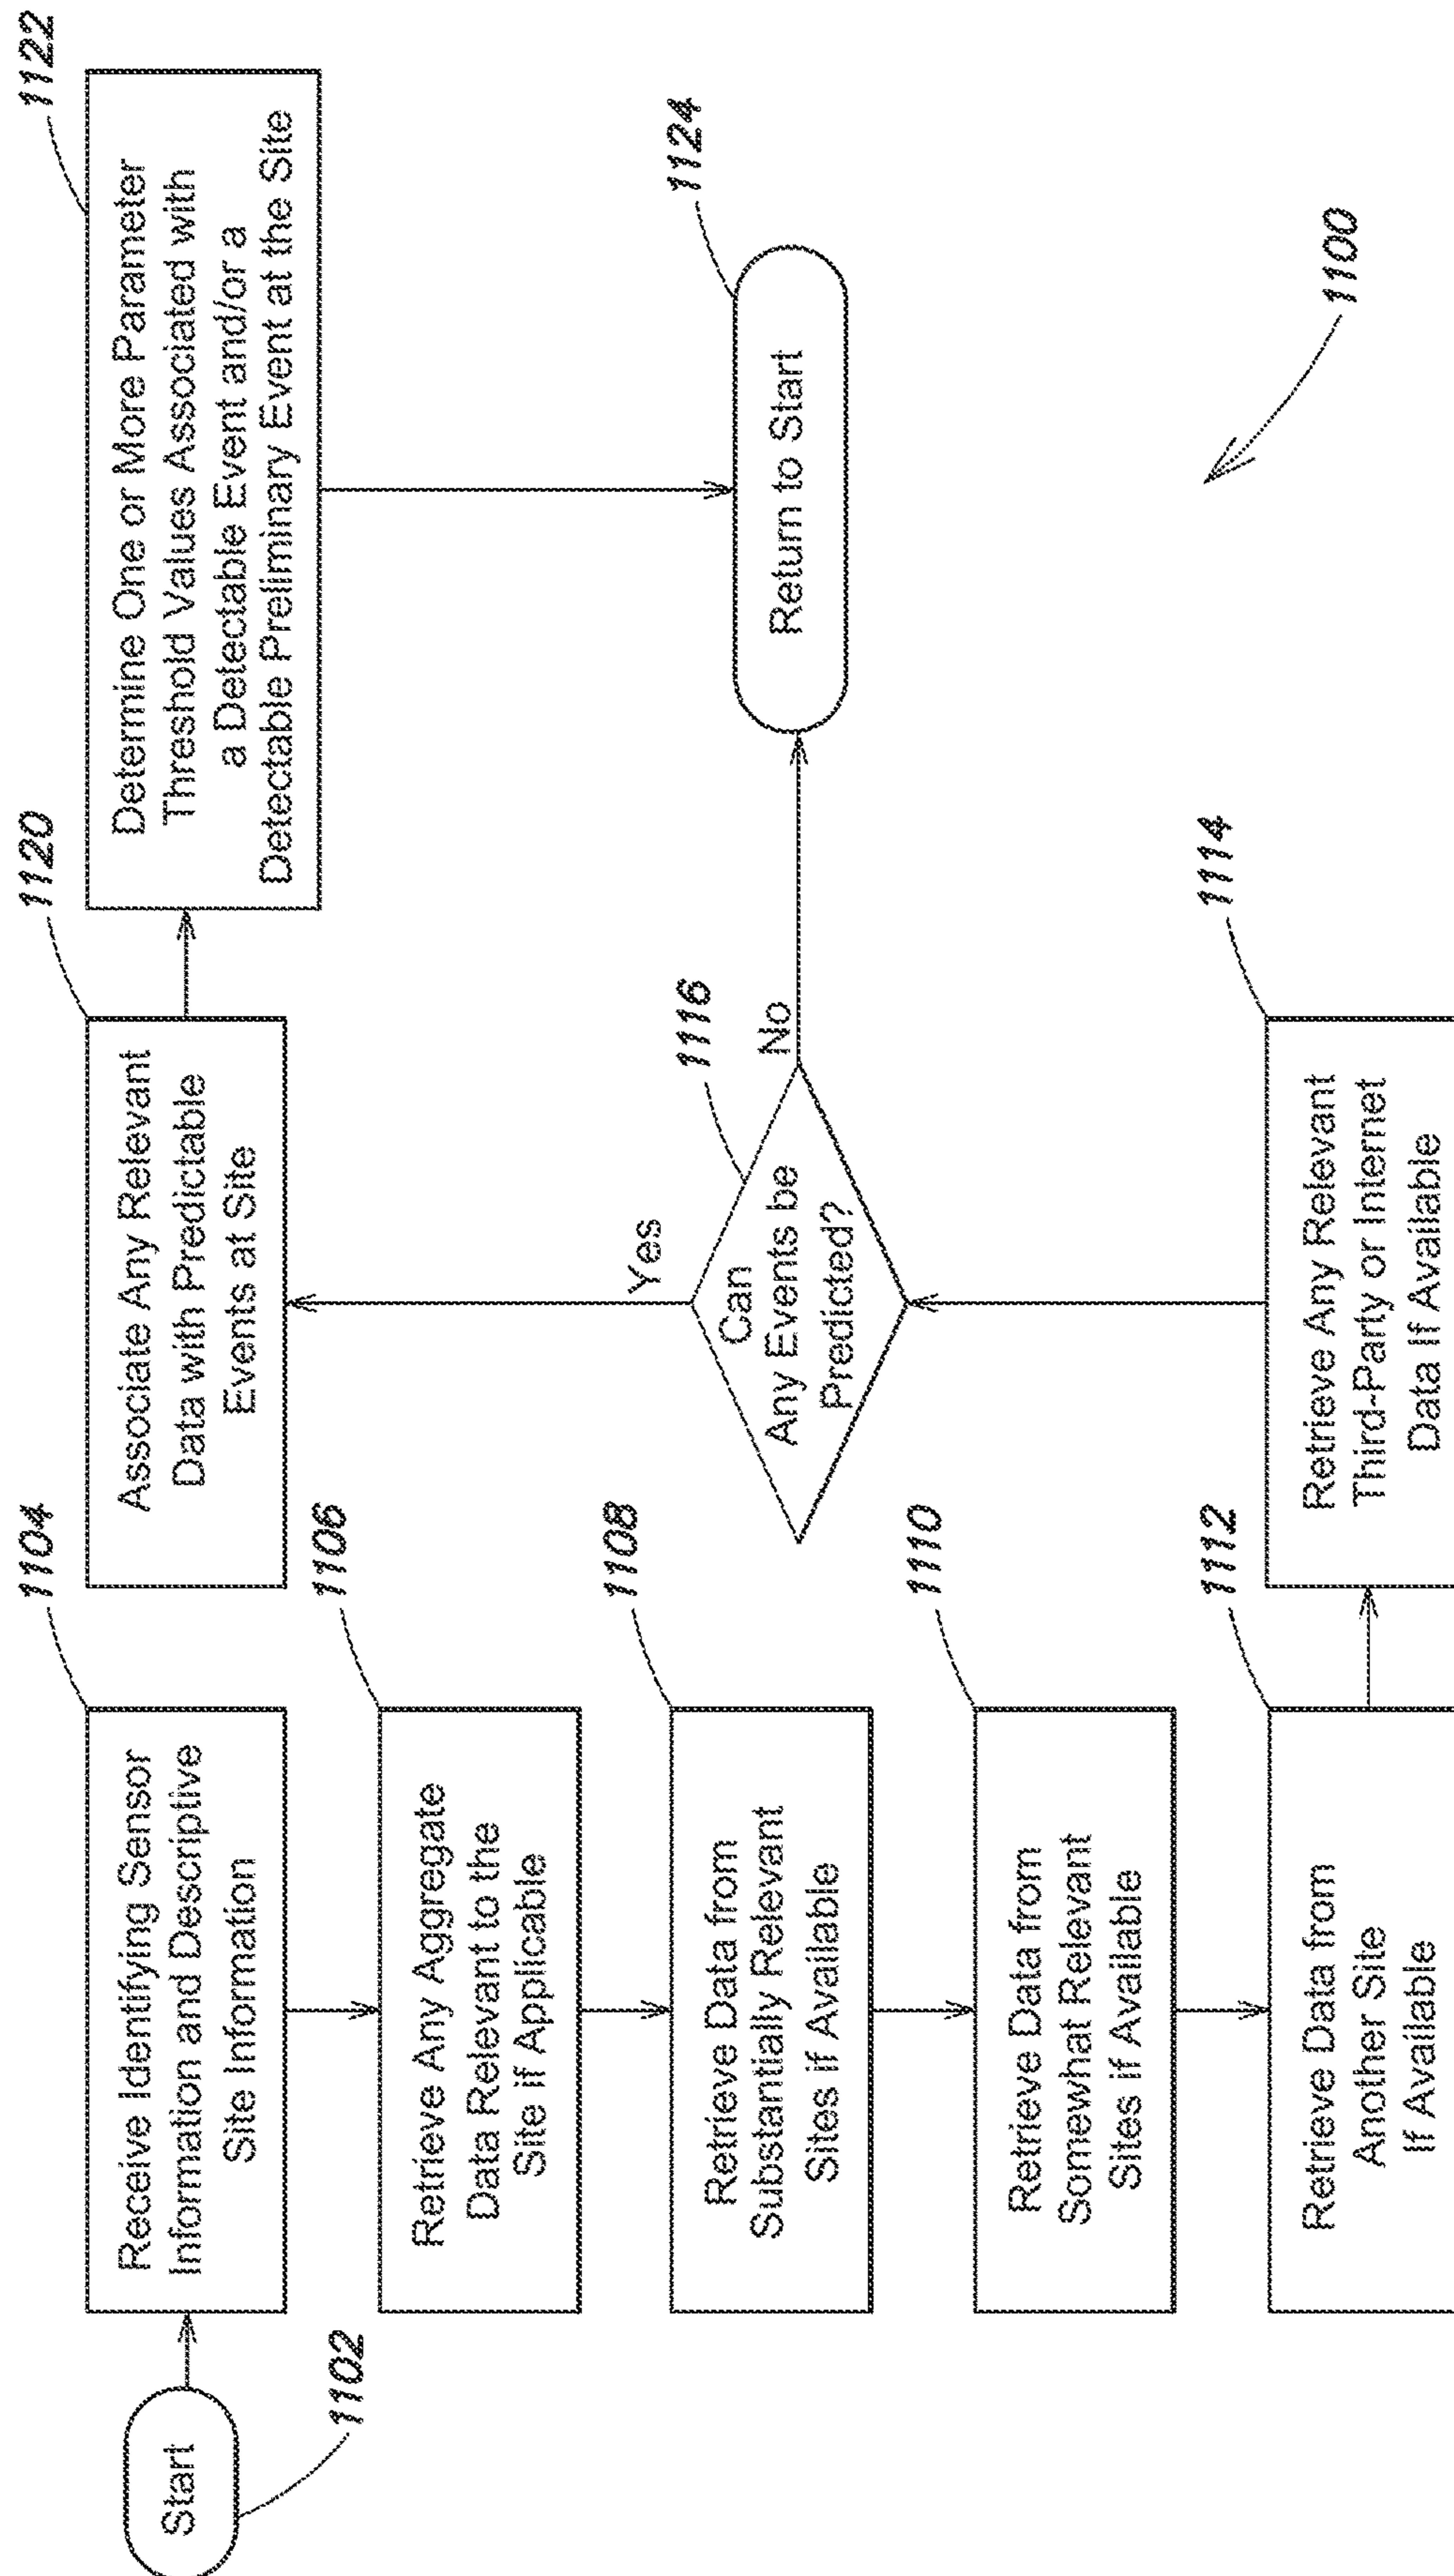 Start
1102
1104
Receive Identifying Sensor
Information and Descriptive
Site Information
1106
Retrieve Any Aggregate
Data Relevant to the
Site if Applicable
1108
Retrieve Data from
Substantially Relevant
Sites if Available
1110
Retrieve Data from
Somewhat Relevant
Sites if Available
1112
Retrieve Data from
Another Site
If Available
1114
Retrieve Any Relevant
Third-Party or Internet
Data If Available
1116
Can
Any Events be
Predicted?
Yes
No
1120
Associate Any Relevant
Data with Predictable
Events at Site
1122
Determine One or More Parameter
Threshold Values Associated with
a Detectable Event and/or a
Detectable Preliminary Event at the Site
1124
Return to Start
1100